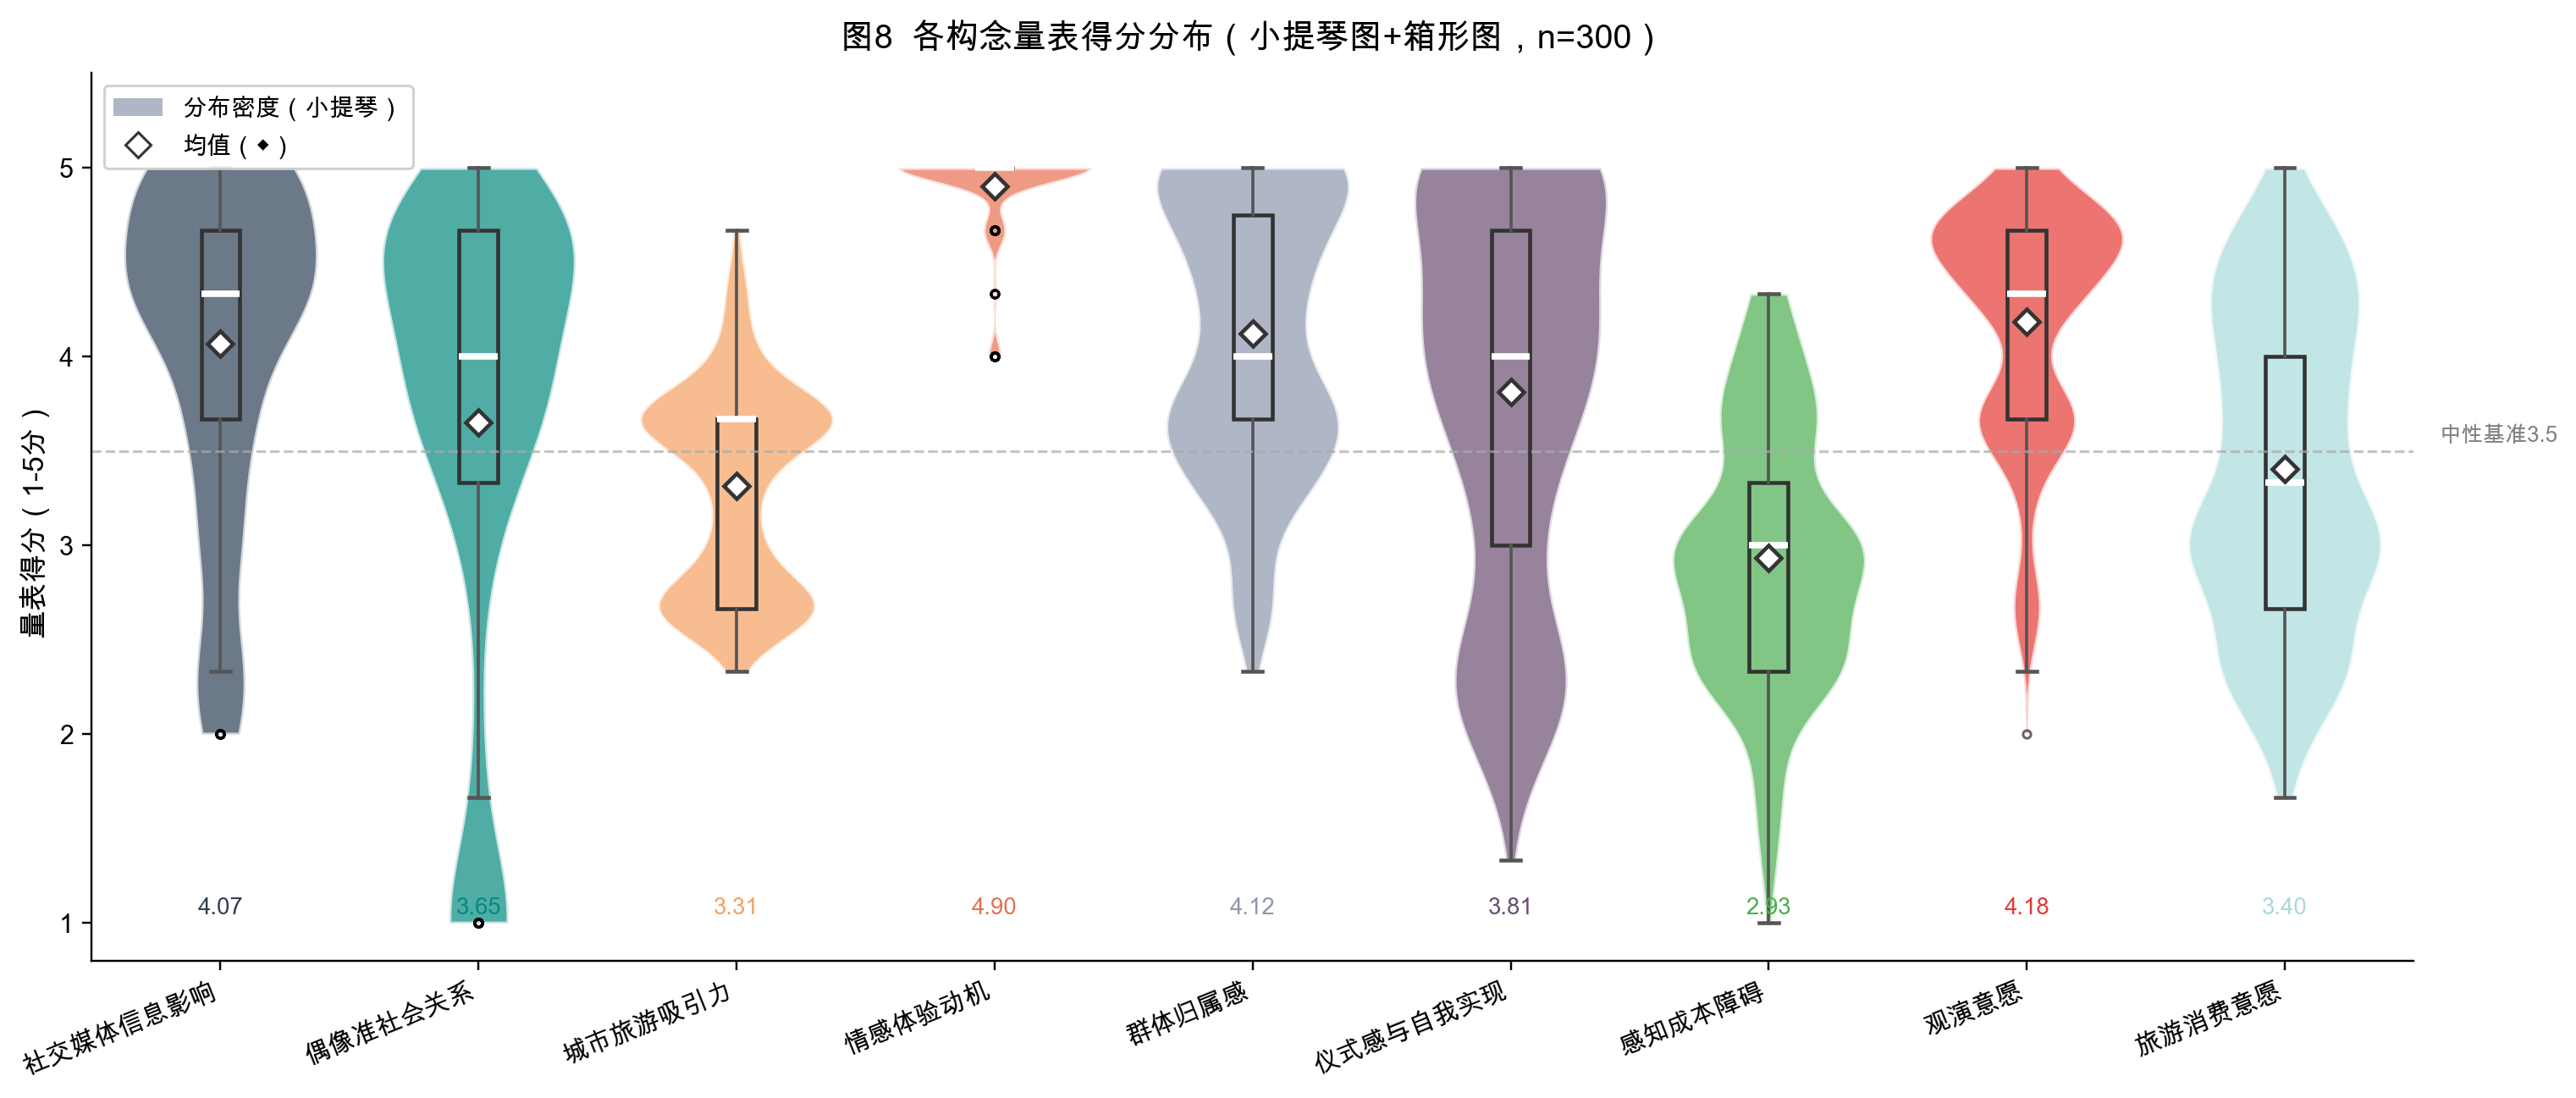 图8 各构念量表得分分布（小提琴图+箱形图，n=300）
分布密度（小提琴）
均值（◆）
量表得分（1-5分）
5
4
3
2
1
中性基准3.5
4.07
3.65
3.31
4.90
4.12
3.81
2.93
4.18
3.40
社交媒体信息影响
偶像准社会关系
城市旅游吸引力
情感体验动机
群体归属感
仪式感与自我实现
感知成本障碍
观演意愿
旅游消费意愿